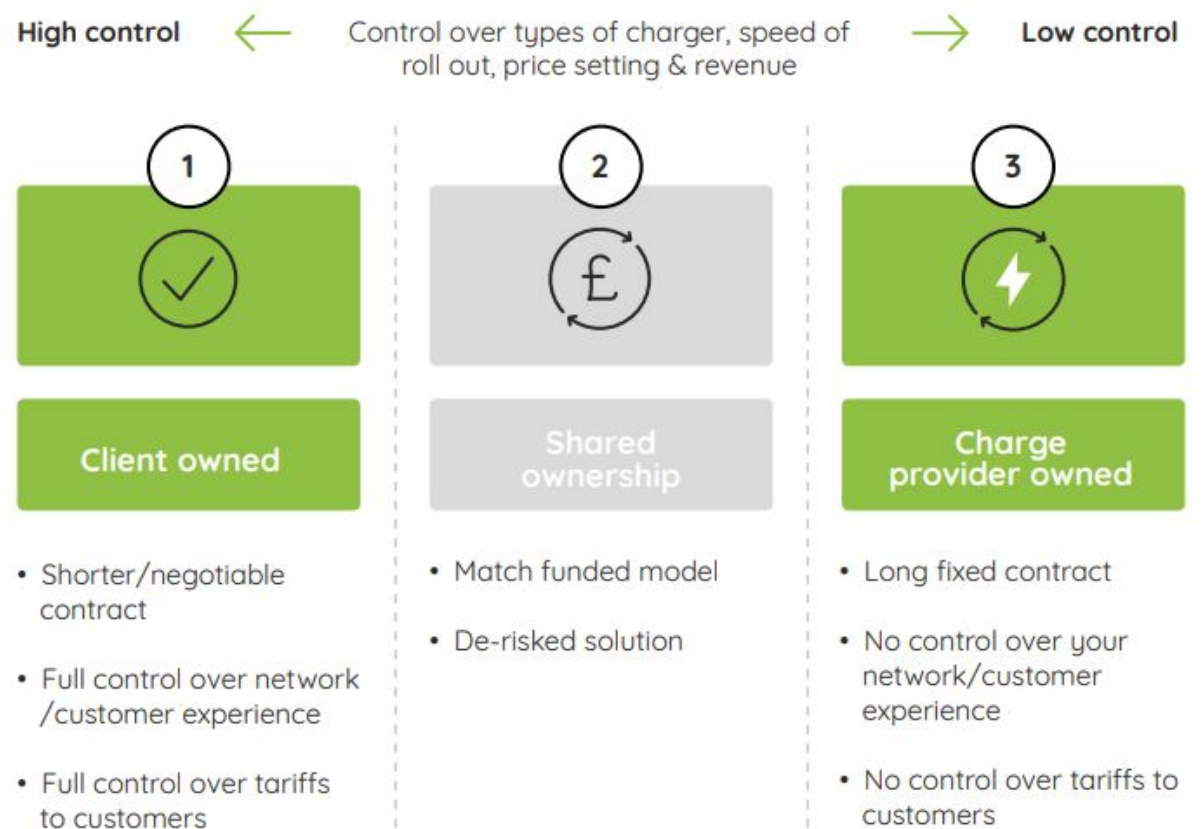 High control
Control over types of charger, speed of
roll out, price setting & revenue
Low control
1
Client owned
• Shorter/negotiable
contract
• Full control over network
/customer experience
• Full control over tariffs
to customers
2
£
Shared
ownership
• Match funded model
• De-risked solution
3
Charge
provider owned
• Long fixed contract
• No control over your
network/customer
experience
• No control over tariffs to
customers